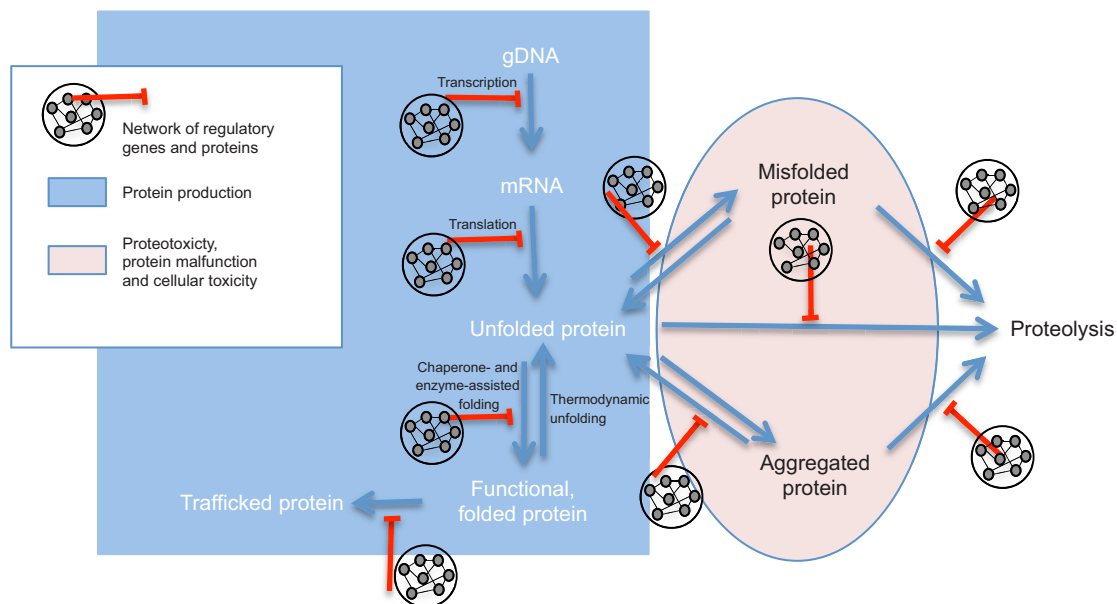 Network of regulatory
genes and proteins
Protein production
Proteotoxicty,
protein malfunction
and cellular toxicity
gDNA
Transcription
mRNA
Translation
Unfolded protein
Chaperone- and
enzyme-assisted
folding
Thermodynamic
unfolding
Functional,
folded protein
Trafficked protein
Misfolded
protein
Aggregated
protein
Proteolysis